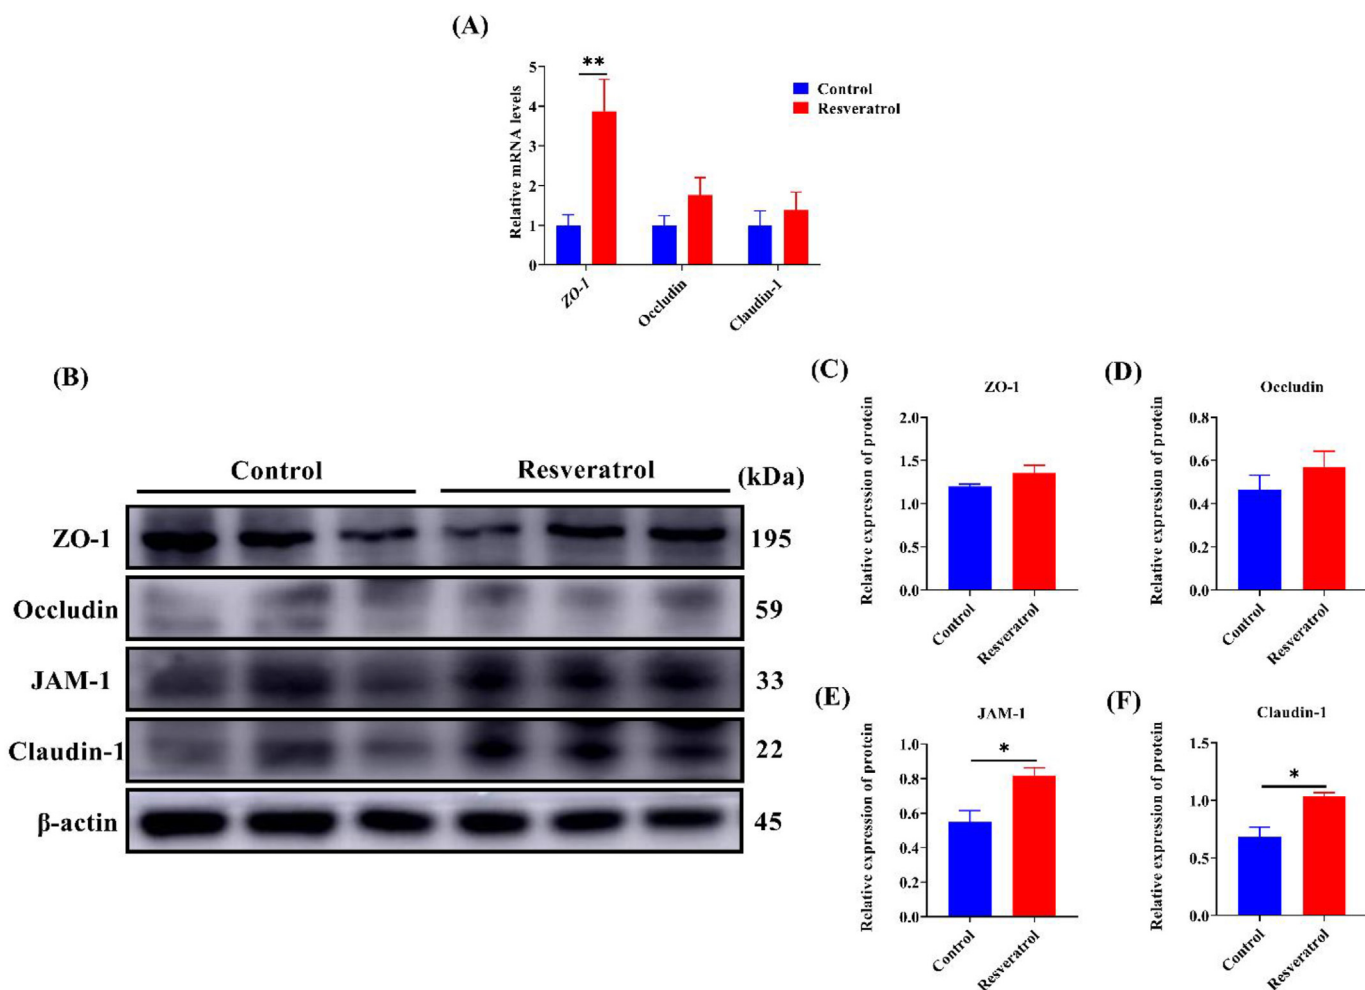 (A)
**
5
4
3
2
1
0
Relative mRNA levels
Control
Resveratrol
ZO-1
Occludin
Claudin-1
(B)
Control
Resveratrol
(kDa)
ZO-1
195
Occludin
59
JAM-1
33
Claudin-1
22
β-actin
45
(C)
ZO-1
Relative expression of protein
2.0
1.5
1.0
0.5
0.0
Control
Resveratrol
(D)
Occludin
Relative expression of protein
0.8
0.6
0.4
0.2
0.0
Control
Resveratrol
(E)
JAM-1
Relative expression of protein
1.0
0.8
0.6
0.4
0.2
0.0
*
Control
Resveratrol
(F)
Claudin-1
Relative expression of protein
1.5
1.0
0.5
0.0
*
Control
Resveratrol